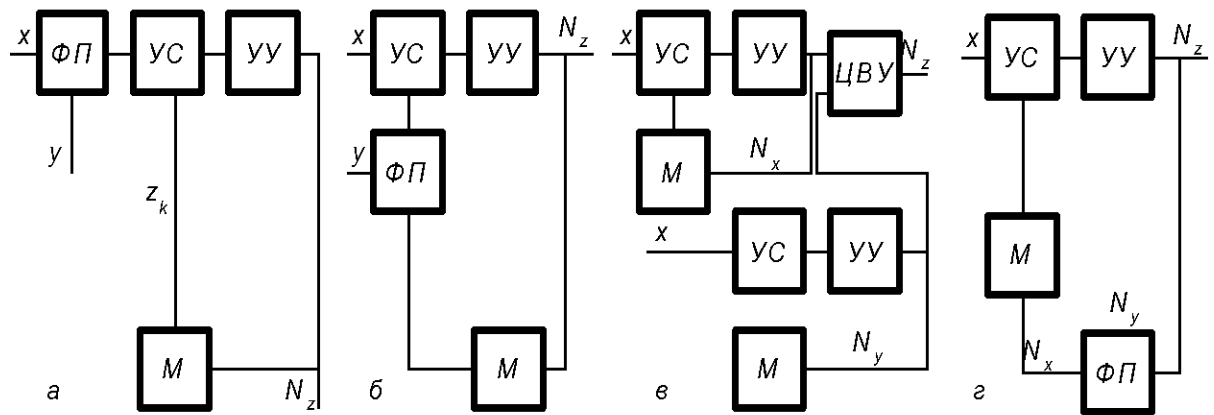 x ФП УС УУ
y
z_k
М
N_z
а
x УС УУ N_z
y ФП
М
б
x УС УУ ЦВУ N_z
М N_x
x УС УУ
М N_y
в
x УС УУ N_z
М
N_y
N_x ФП
г